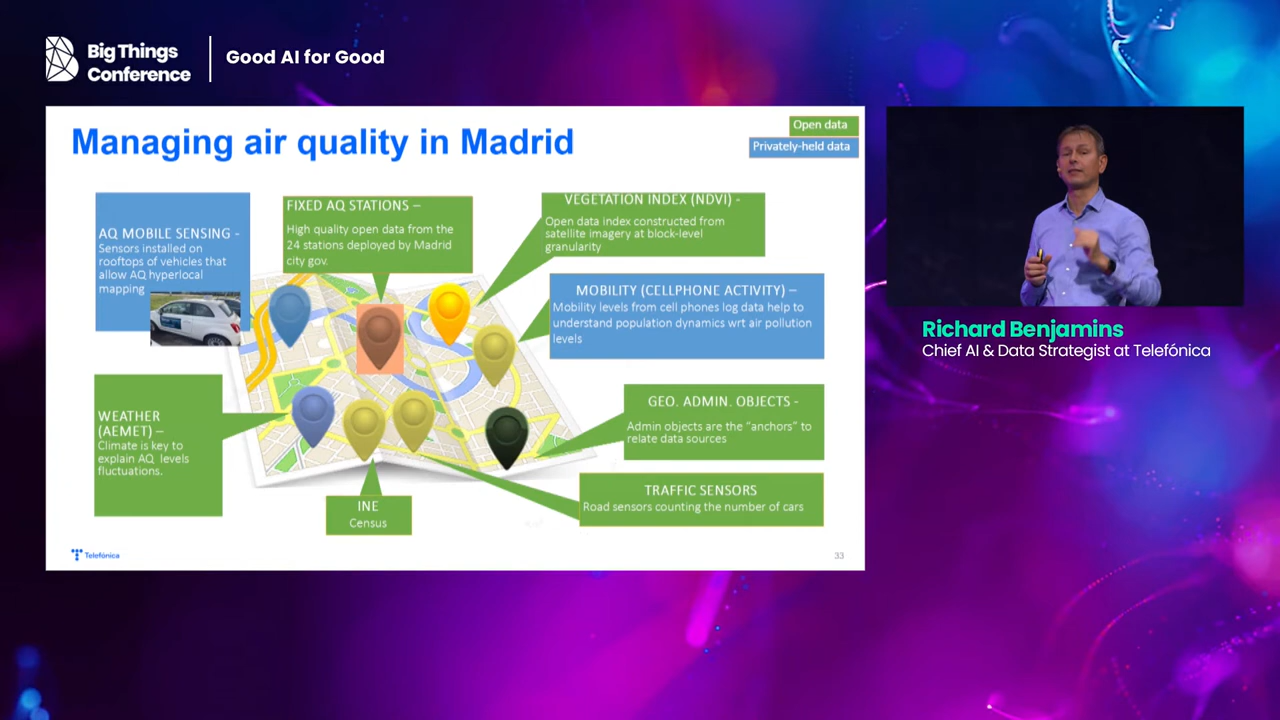 Big Things
Conference
Good AI for Good
Managing air quality in Madrid
Open data
Privately-held data
AQ MOBILE SENSING -
Sensors installed on
rooftops of vehicles that
allow AQ hyperlocal
mapping
FIXED AQ STATIONS –
High quality open data from the
24 stations deployed by Madrid
city gov.
VEGETATION INDEX (NDVI) -
Open data index constructed from
satellite imagery at block-level
granularity
MOBILITY (CELLPHONE ACTIVITY) –
Mobility levels from cell phones log data help to
understand population dynamics wrt air pollution
levels
WEATHER
(AEMET) –
Climate is key to
explain AQ levels
fluctuations.
GEO. ADMIN. OBJECTS -
Admin objects are the “anchors” to
relate data sources
INE
Census
TRAFFIC SENSORS
Road sensors counting the number of cars
Telefónica
33
Richard Benjamins
Chief AI & Data Strategist at Telefónica